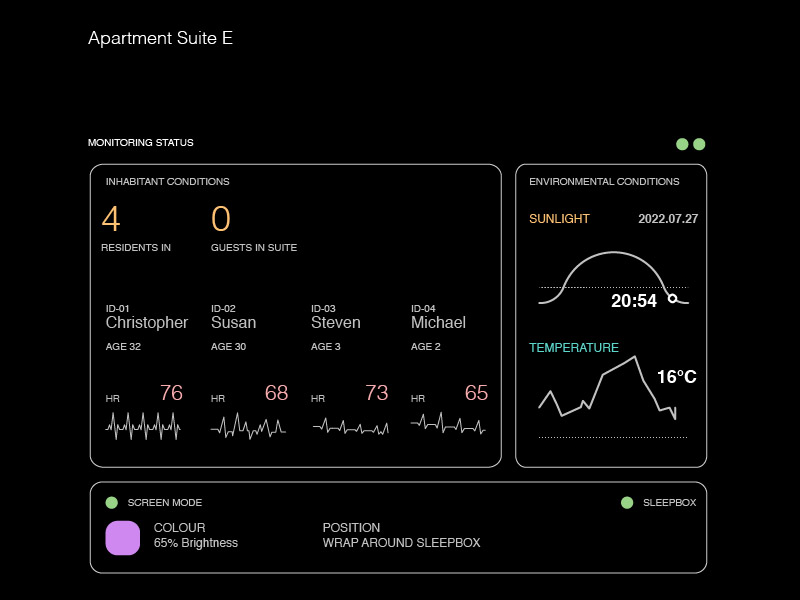 Apartment Suite E
MONITORING STATUS
INHABITANT CONDITIONS
4
RESIDENTS IN
0
GUESTS IN SUITE
ID-01
Christopher
AGE 32
HR 76
ID-02
Susan
AGE 30
HR 68
ID-03
Steven
AGE 3
HR 73
ID-04
Michael
AGE 2
HR 65
ENVIRONMENTAL CONDITIONS
SUNLIGHT 2022.07.27
20:54
TEMPERATURE
16°C
SCREEN MODE
COLOUR
65% Brightness
POSITION
WRAP AROUND SLEEPBOX
SLEEPBOX